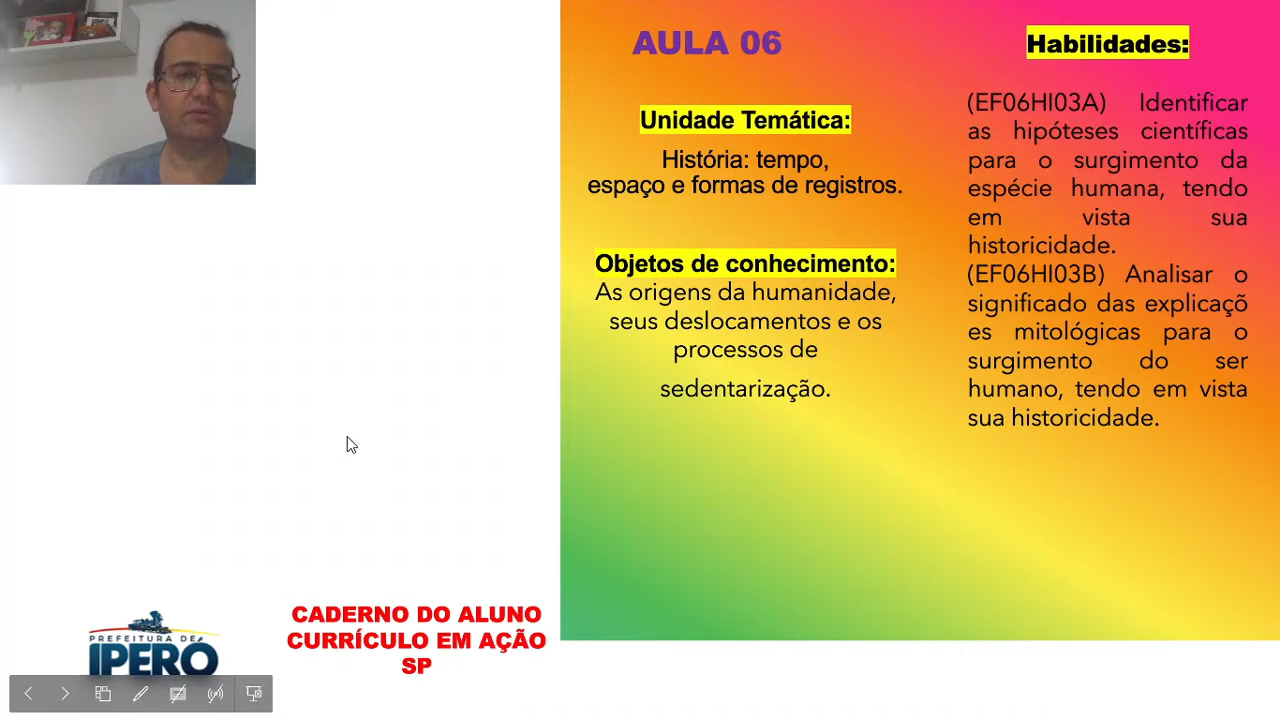 AULA 06
Unidade Temática:
História: tempo,
espaço e formas de registros.
Objetos de conhecimento:
As origens da humanidade,
seus deslocamentos e os
processos de
sedentarização.
Habilidades:
(EF06HI03A) Identificar
as hipóteses científicas
para o surgimento da
espécie humana, tendo
em vista sua
historicidade.
(EF06HI03B) Analisar o
significado das explicaçõ
es mitológicas para o
surgimento do ser
humano, tendo em vista
sua historicidade.
PREFEITURA DE
IPERÓ
CADERNO DO ALUNO
CURRÍCULO EM AÇÃO
SP